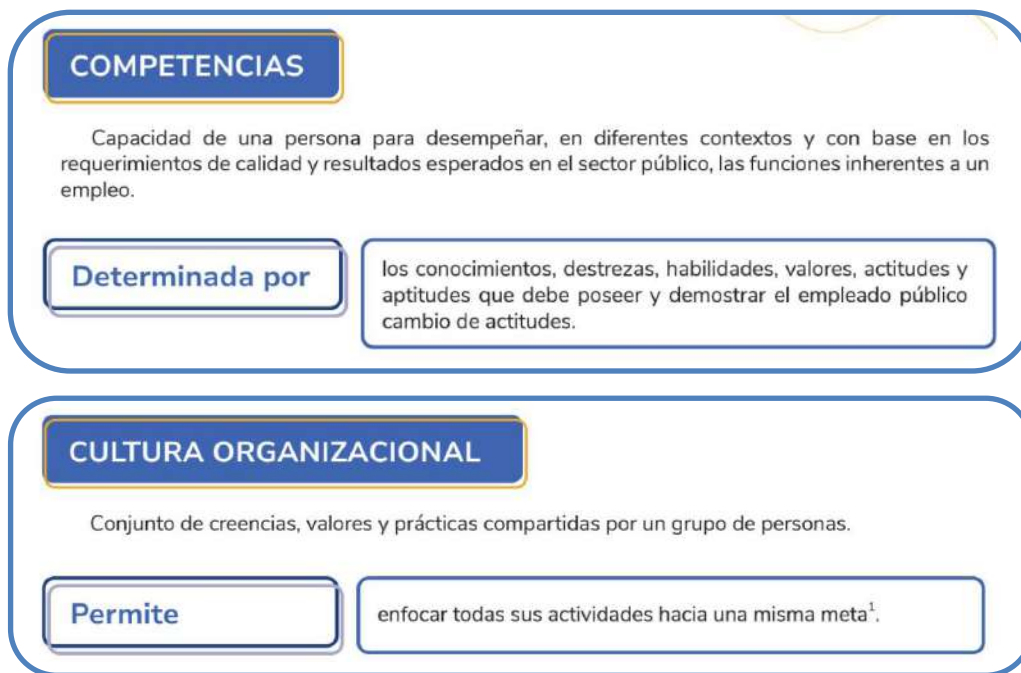 COMPETENCIAS
Capacidad de una persona para desempeñar, en diferentes contextos y con base en los
requerimientos de calidad y resultados esperados en el sector público, las funciones inherentes a un
empleo.
Determinada por
los conocimientos, destrezas, habilidades, valores, actitudes y
aptitudes que debe poseer y demostrar el empleado público
cambio de actitudes.
CULTURA ORGANIZACIONAL
Conjunto de creencias, valores y prácticas compartidas por un grupo de personas.
Permite
enfocar todas sus actividades hacia una misma meta¹.